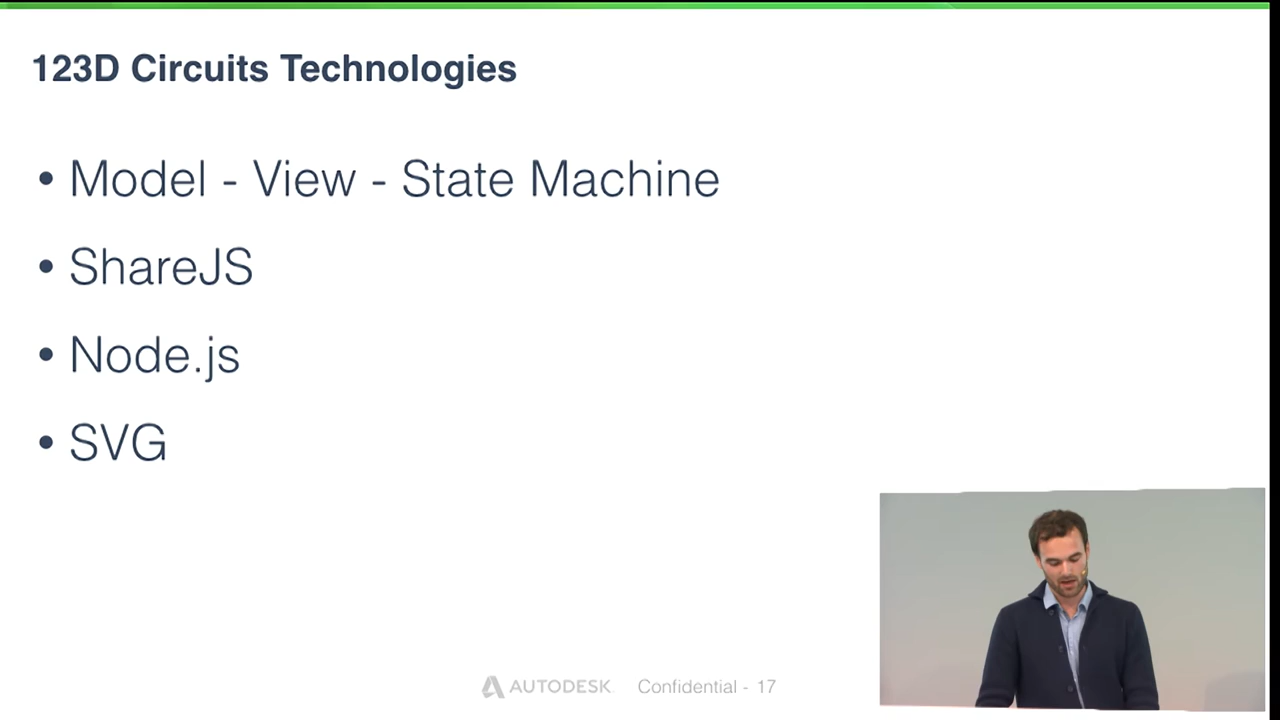 123D Circuits Technologies
• Model - View - State Machine
• ShareJS
• Node.js
• SVG
AUTODESK Confidential - 17